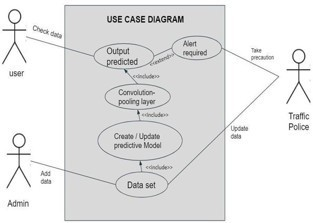 USE CASE DIAGRAM
Check data
Output
predicted
Alert
required
<<extend>>
Take
precaution
user
<<Include>>
Convolution-
pooling layer
<<Include>>
Traffic
Police
Create / Update
predictive Model
Update
data
<<Include>>
Add
data
Data set
Admin